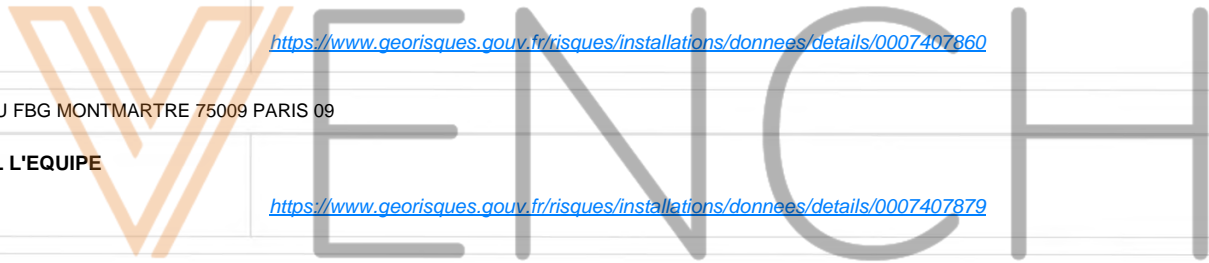 https://www.georisques.gouv.fr/risques/installations/donnees/details/0007407860
U FBG MONTMARTRE 75009 PARIS 09
L'EQUIPE
https://www.georisques.gouv.fr/risques/installations/donnees/details/0007407879
VENCH